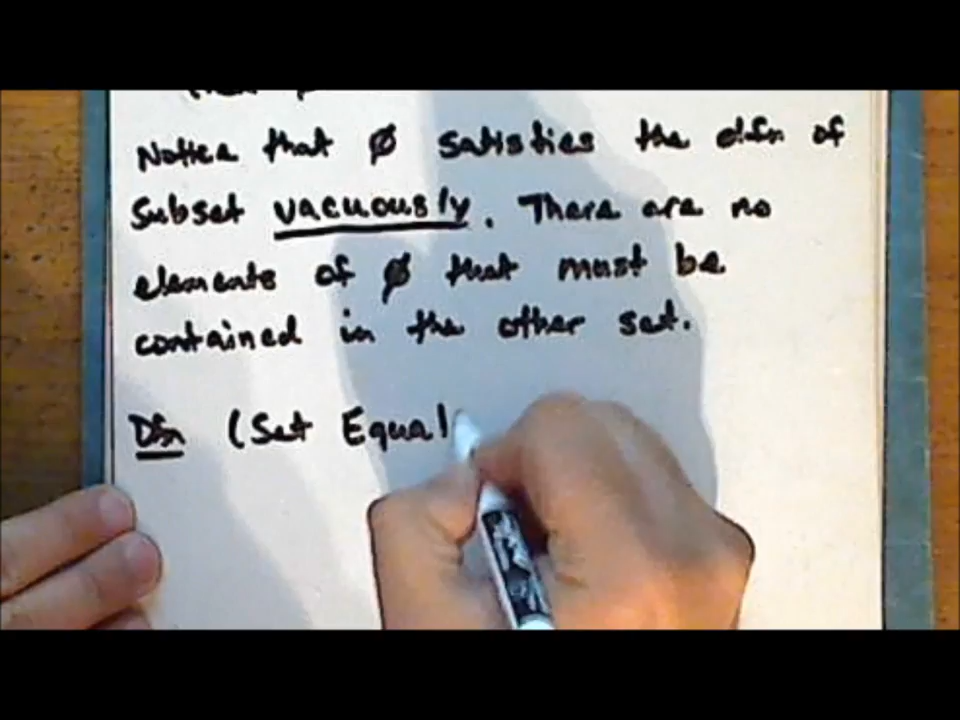 Notice that ∅ satisfies the dfn of
Subset vacuously. There are no
elements of ∅ that must be
contained in the other set.
Dfn (Set Equal